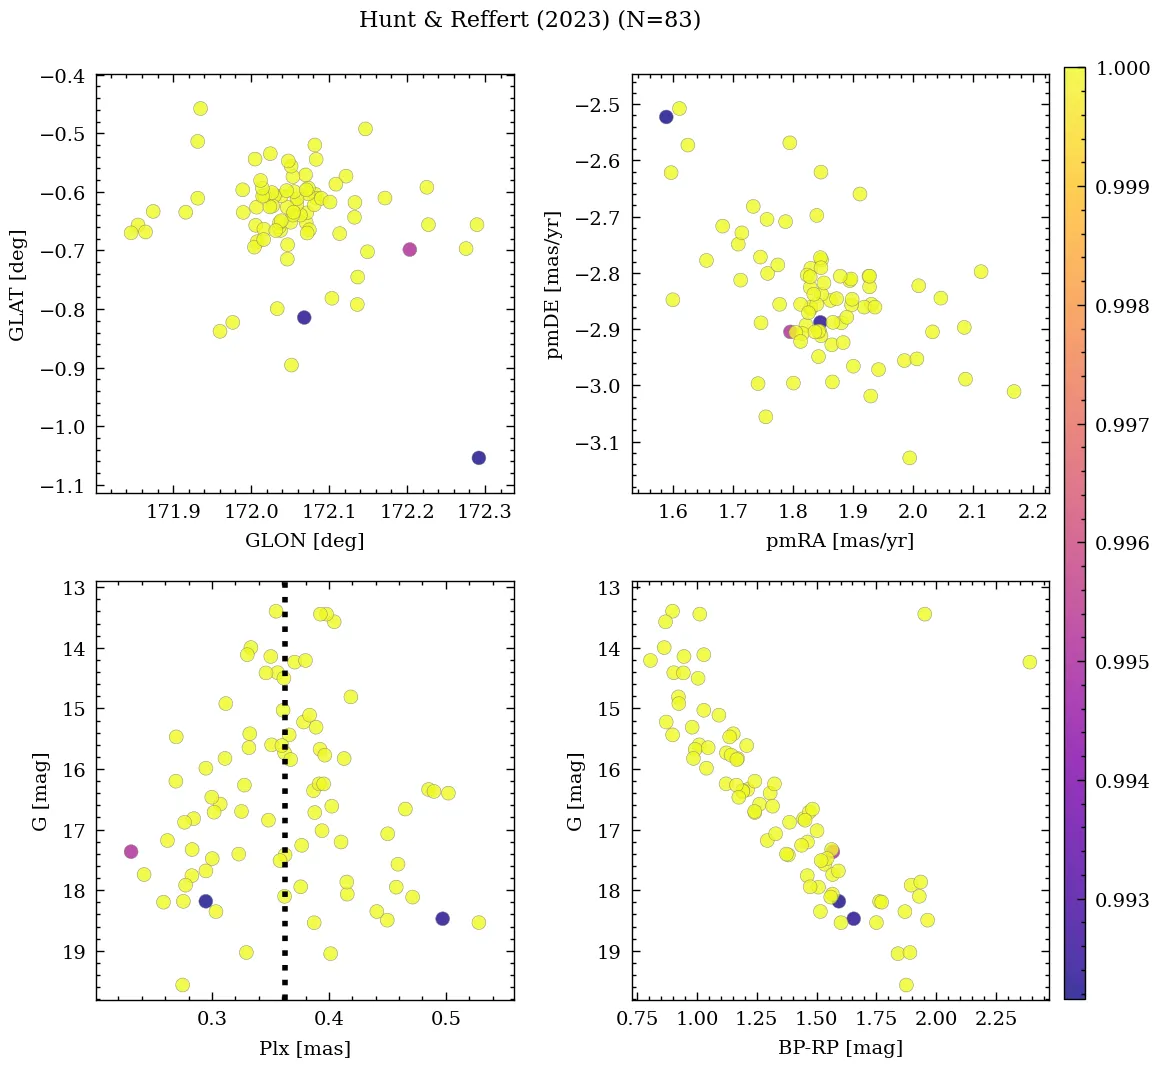 Hunt & Reffert (2023) (N=83)
−0.4
−0.5
−0.6
−0.7
−0.8
−0.9
−1.0
−1.1
GLAT [deg]
171.9 172.0 172.1 172.2 172.3
GLON [deg]
−2.5
−2.6
−2.7
−2.8
−2.9
−3.0
−3.1
pmDE [mas/yr]
1.6 1.7 1.8 1.9 2.0 2.1 2.2
pmRA [mas/yr]
13
14
15
16
17
18
19
G [mag]
0.3 0.4 0.5
Plx [mas]
13
14
15
16
17
18
19
G [mag]
0.75 1.00 1.25 1.50 1.75 2.00 2.25
BP-RP [mag]
1.000
0.999
0.998
0.997
0.996
0.995
0.994
0.993